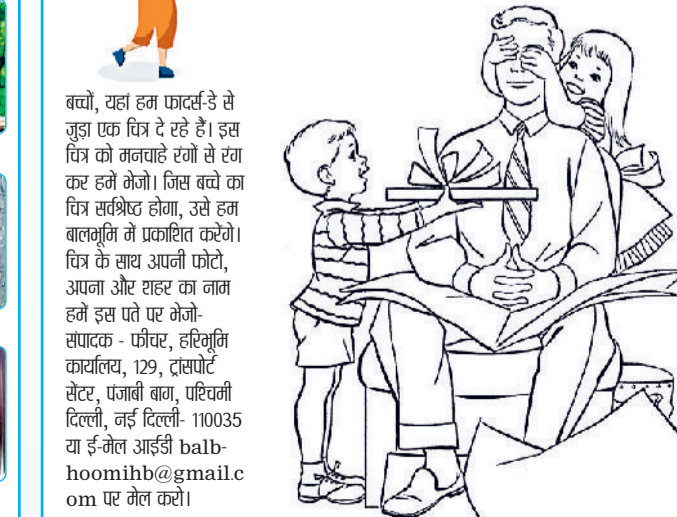 बच्चों, यहां हम फादर्स-डे से
जुड़ा एक चित्र दे रहे हैं। इस
चित्र को मनचाहे रंगों से रंग
कर हमें भेजो। जिस बच्चे का
चित्र सर्वश्रेष्ठ होगा, उसे हम
बालभूमि में प्रकाशित करेंगे।
चित्र के साथ अपनी फोटो,
अपना और शहर का नाम
हमें इस पते पर भेजो-
संपादक - फीचर, हरिभूमि
कार्यालय, 129, ट्रांसपोर्ट
सेंटर, पंजाबी बाग, पश्चिमी
दिल्ली, नई दिल्ली- 110035
या ई-मेल आईडी balb-
hoomihb@gmail.c
om पर मेल करो।